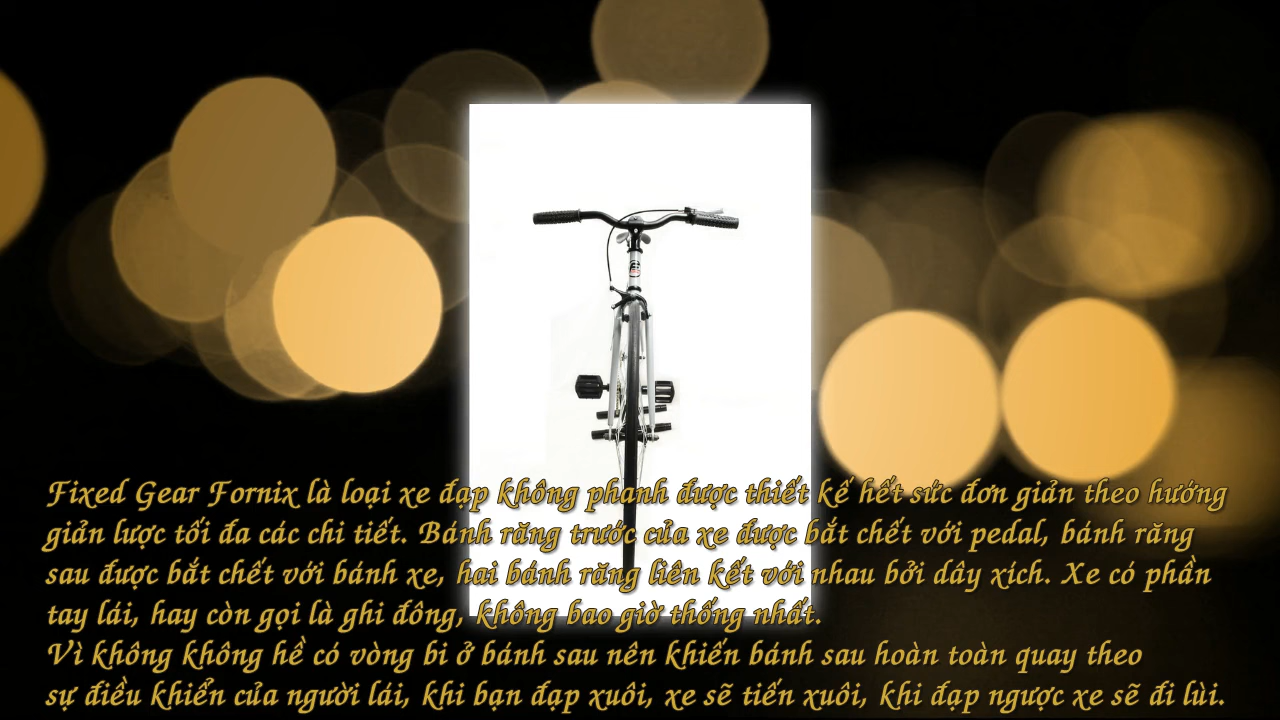 Fixed Gear Fornix là loại xe đạp không phanh được thiết kế hết sức đơn giản theo hướng
giản lược tối đa các chi tiết. Bánh răng trước của xe được bắt chết với pedal, bánh răng
sau được bắt chết với bánh xe, hai bánh răng liên kết với nhau bởi dây xích. Xe có phần
tay lái, hay còn gọi là ghi đông, không bao giờ thống nhất.
Vì không không hề có vòng bi ở bánh sau nên khiến bánh sau hoàn toàn quay theo
sự điều khiển của người lái, khi bạn đạp xuôi, xe sẽ tiến xuôi, khi đạp ngược xe sẽ đi lùi.